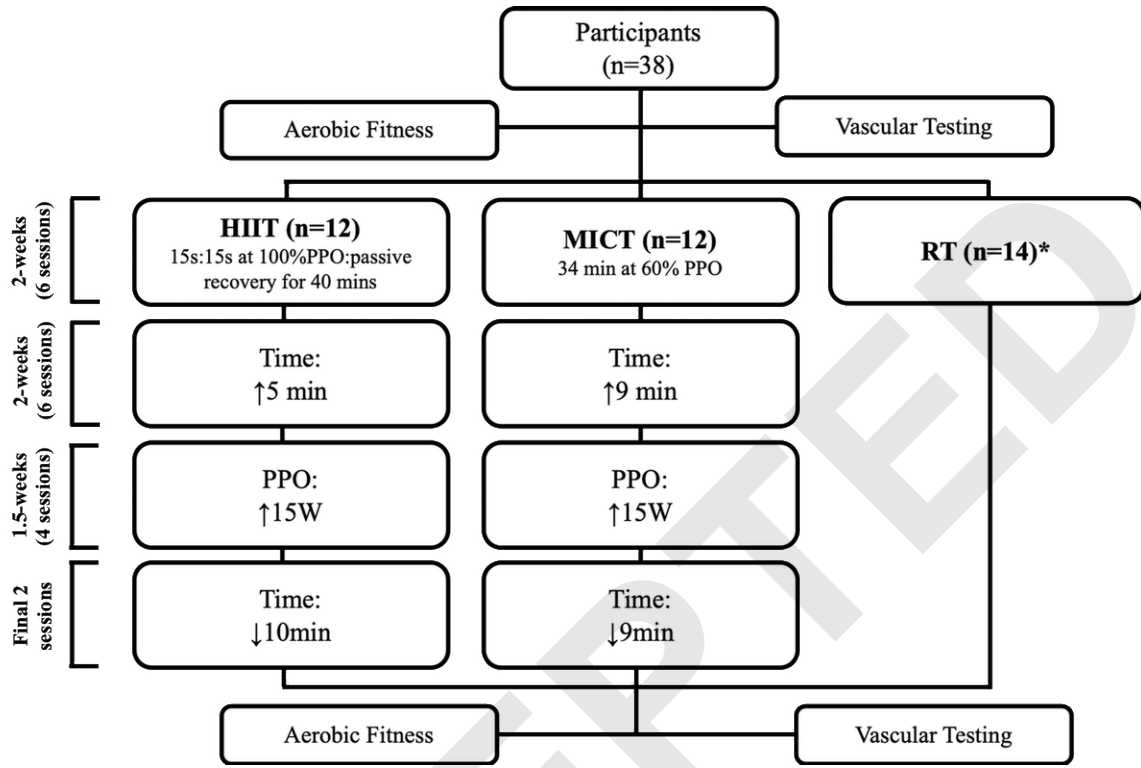 Participants
(n=38)
Aerobic Fitness
Vascular Testing
2-weeks
(6 sessions)
HIIT (n=12)
15s:15s at 100%PPO:passive
recovery for 40 mins
MICT (n=12)
34 min at 60% PPO
RT (n=14)*
2-weeks
(6 sessions)
Time:
↑5 min
Time:
↑9 min
1.5-weeks
(4 sessions)
PPO:
↑15W
PPO:
↑15W
Final 2
sessions
Time:
↓10min
Time:
↓9min
Aerobic Fitness
Vascular Testing
EPTED